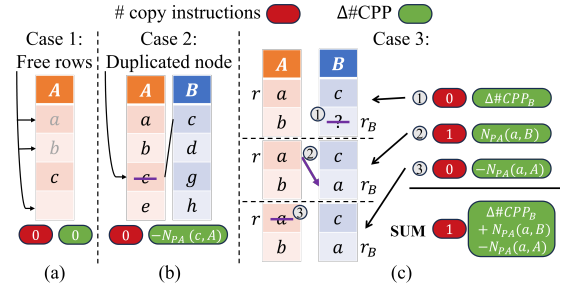 # copy instructions
Δ#CPP
Case 1:
Free rows
Case 2:
Duplicated node
Case 3:
A
a
b
c
0
0
(a)
A
B
a
c
b
d
c
g
e
h
0
−N_PA(c, A)
(b)
A
B
r
a
c
b
①
?
r_B
r
a
②
c
b
a
r_B
r
a
③
c
b
a
r_B
(c)
①
0
Δ#CPP_B
②
1
N_PA(a, B)
③
0
−N_PA(a, A)
SUM
1
Δ#CPP_B
+ N_PA(a, B)
−N_PA(a, A)